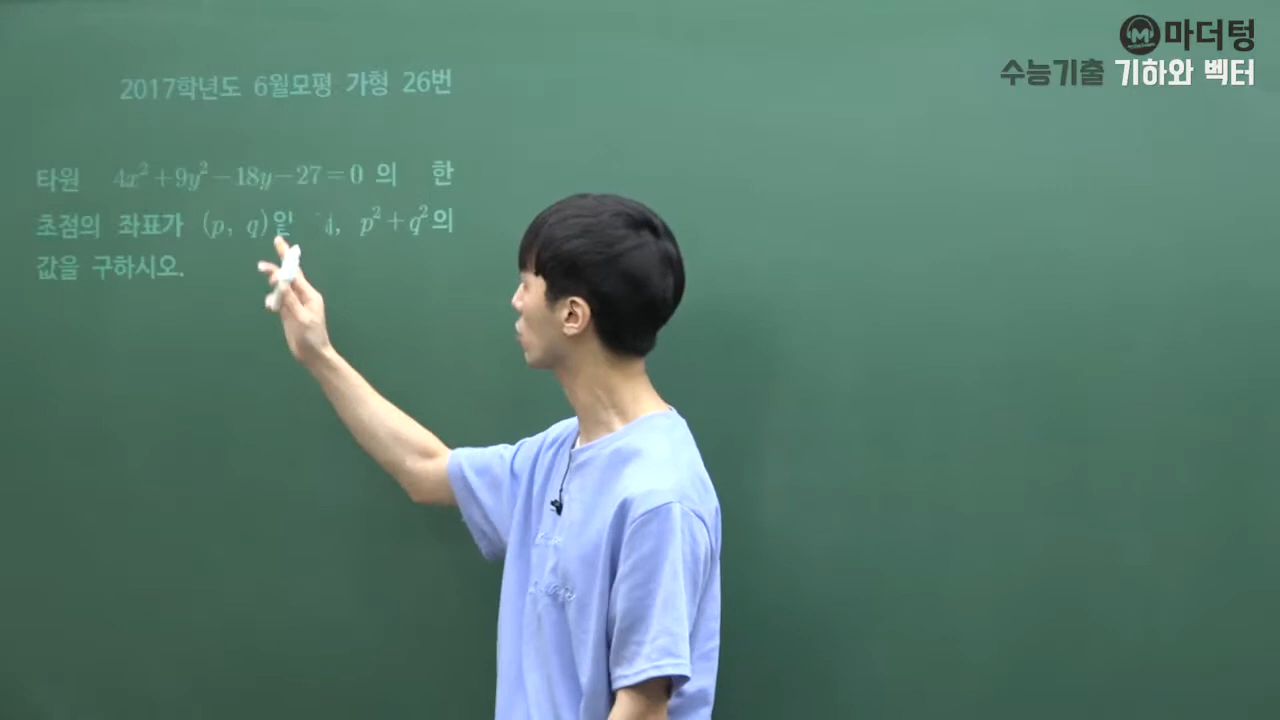 마더텅
수능기출 기하와 벡터
2017학년도 6월모평 가형 26번
타원 4x²+9y²−18y−27=0 의 한
초점의 좌표가 (p, q)일 , p²+q²의
값을 구하시오.